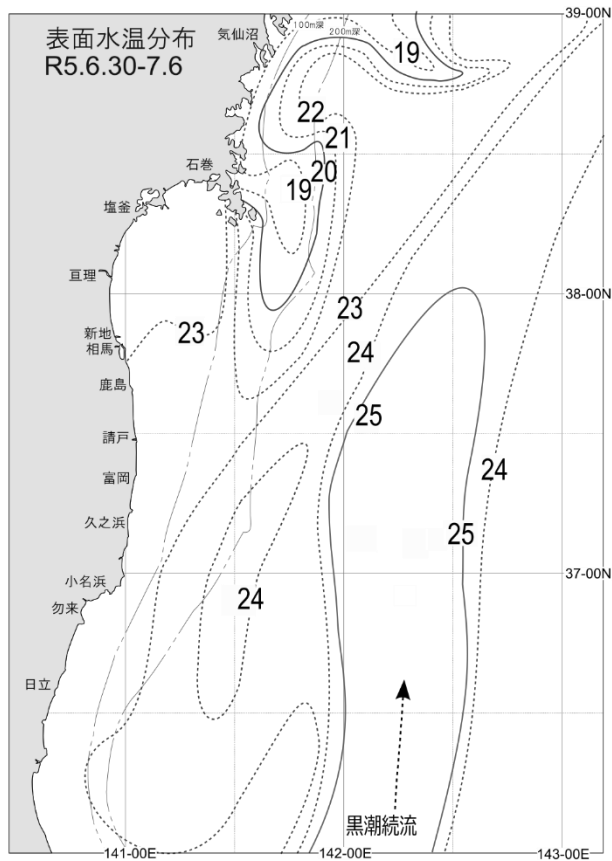 表面水温分布
R5.6.30-7.6
気仙沼
100m深
200m深
39-00N
19
22
21
20
19
石巻
塩釜
亘理
38-00N
23
23
新地
相馬
24
鹿島
25
請戸
24
富岡
25
久之浜
37-00N
小名浜
24
勿来
日立
黒潮続流
141-00E
142-00E
143-00E